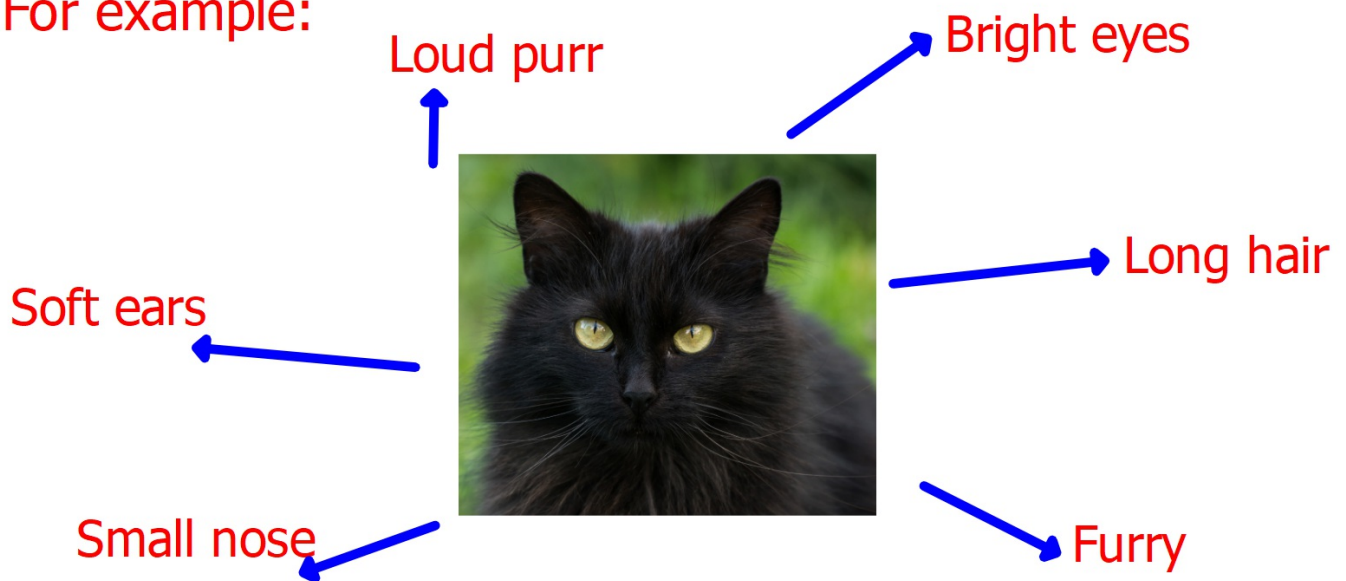 For example:
Loud purr
Bright eyes
Long hair
Soft ears
Small nose
Furry